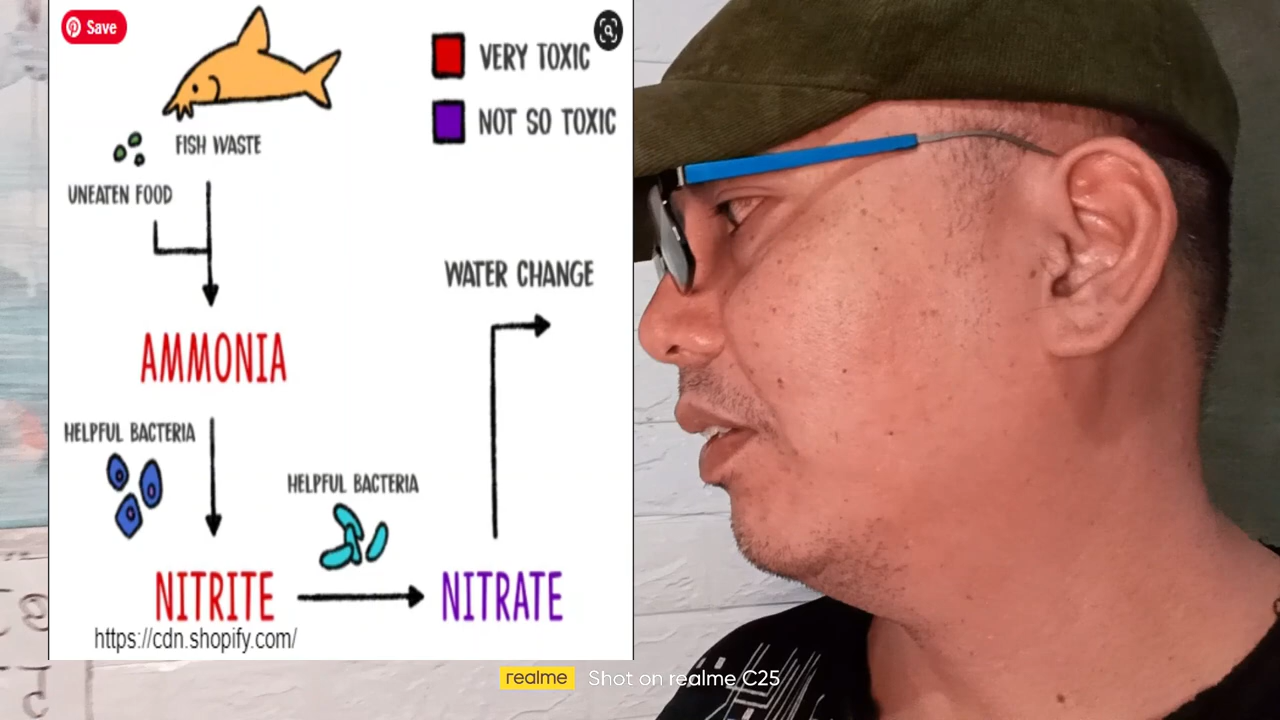 Save
VERY TOXIC
NOT SO TOXIC
FISH WASTE
UNEATEN FOOD
WATER CHANGE
AMMONIA
HELPFUL BACTERIA
HELPFUL BACTERIA
NITRITE
NITRATE
https://cdn.shopify.com/
realme Shot on realme C25